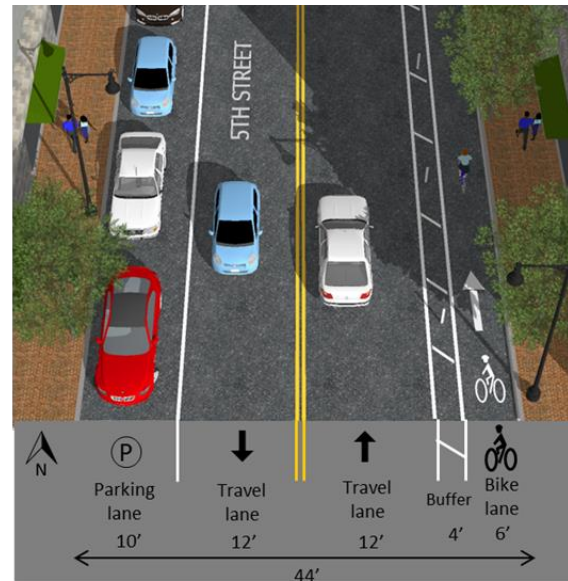 5TH STREET
N
P
Parking
lane
10'
Travel
lane
12'
Travel
lane
12'
Buffer
4'
Bike
lane
6'
44'